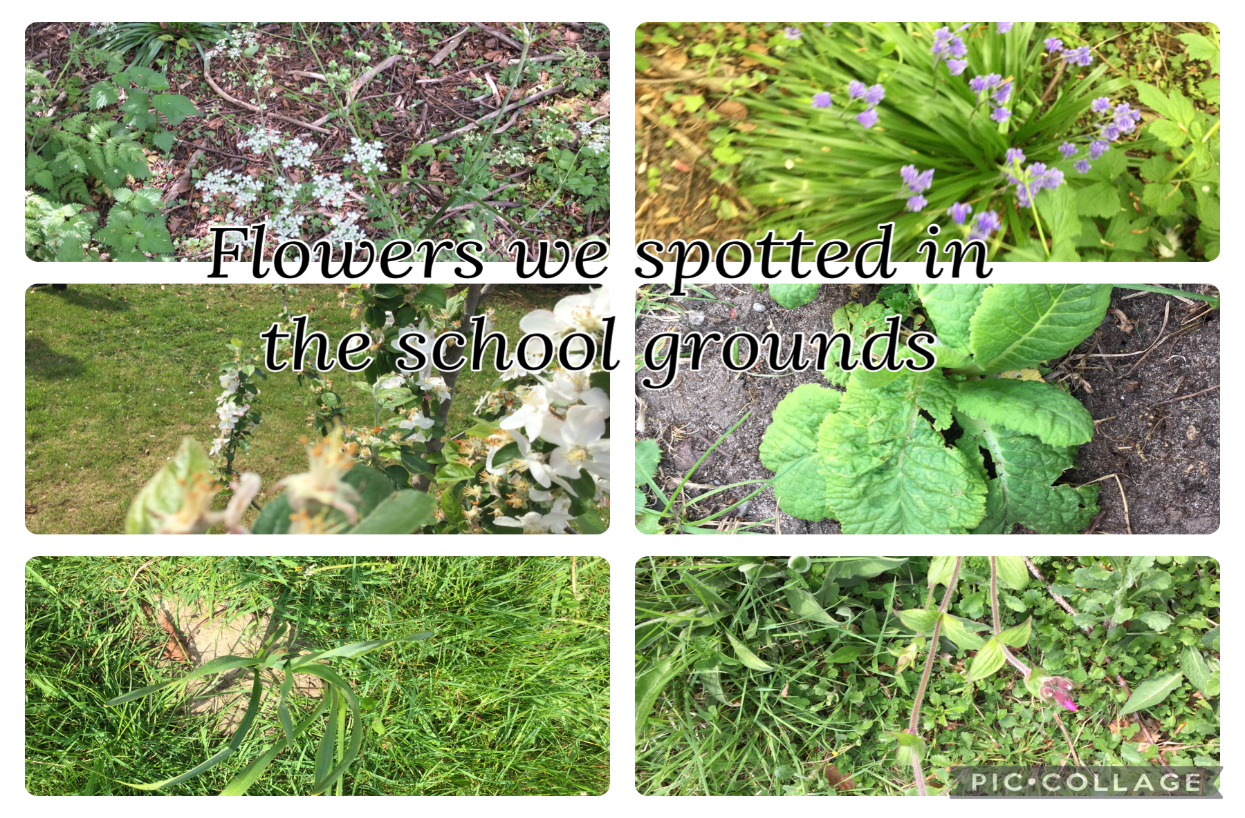 Flowers we spotted in
the school grounds
PIC•COLLAGE